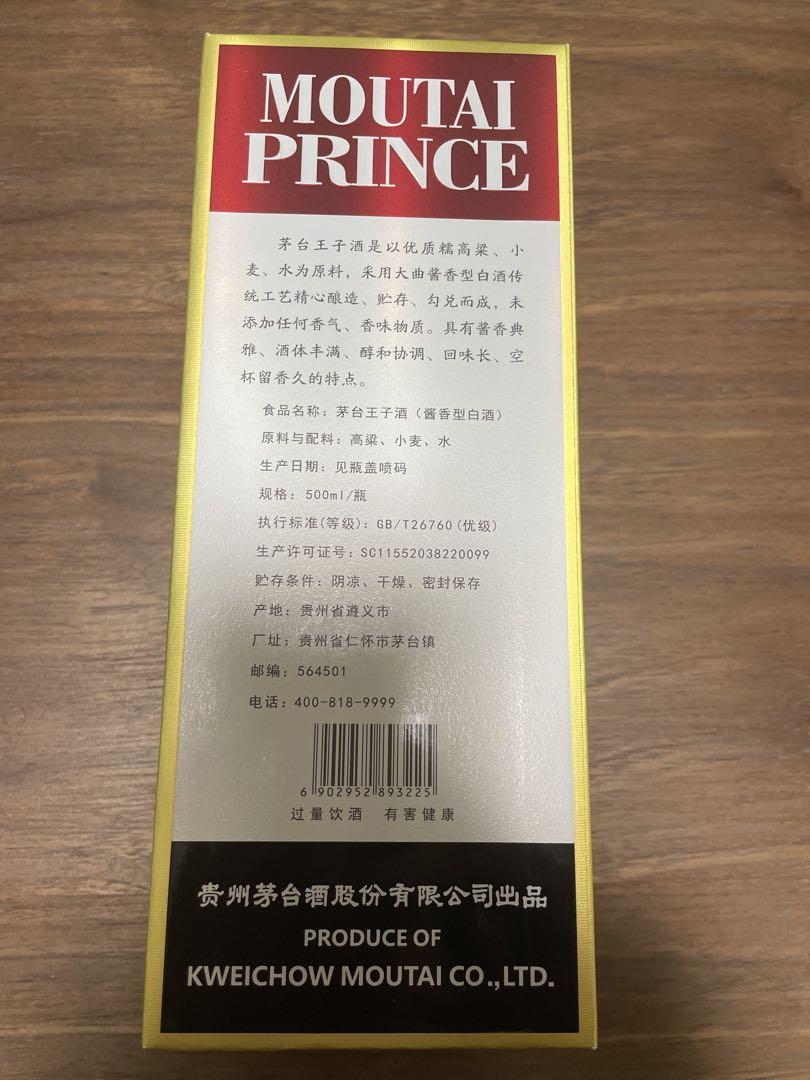 MOUTAI
PRINCE
茅台王子酒是以优质糯高粱、小
麦、水为原料，采用大曲酱香型白酒传
统工艺精心酿造、贮存、勾兑而成，未
添加任何香气、香味物质。具有酱香典
雅、酒体丰满、醇和协调、回味长、空
杯留香久的特点。
食品名称：茅台王子酒（酱香型白酒）
原料与配料：高粱、小麦、水
生产日期：见瓶盖喷码
规格：500ml/瓶
执行标准(等级)：GB/T26760(优级)
生产许可证号：SC11552038220099
贮存条件：阴凉、干燥、密封保存
产地：贵州省遵义市
厂址：贵州省仁怀市茅台镇
邮编：564501
电话：400-818-9999
6 902952 893225
过量饮酒 有害健康
贵州茅台酒股份有限公司出品
PRODUCE OF
KWEICHOW MOUTAI CO.,LTD.